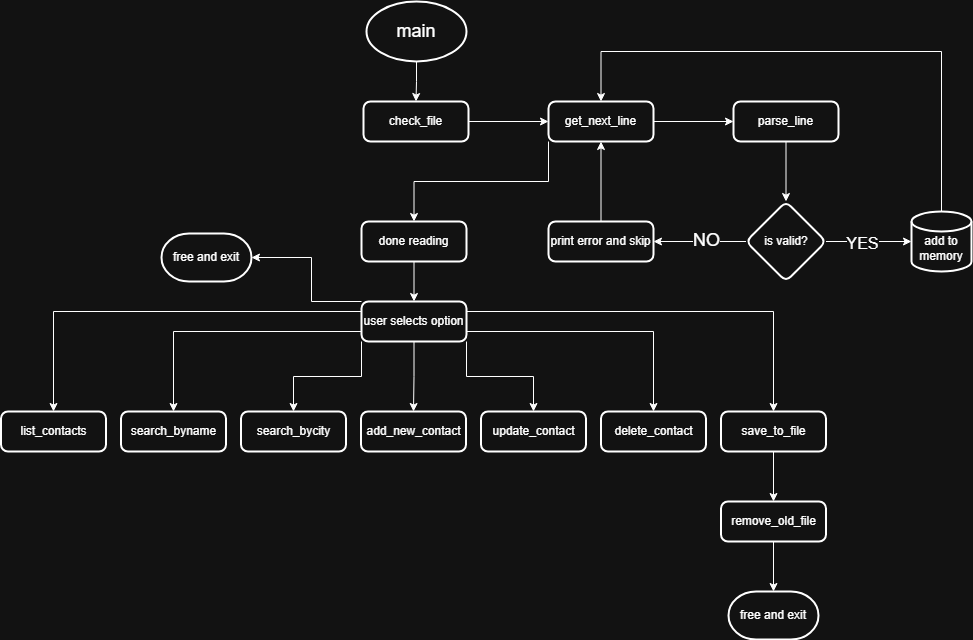 main
check_file
get_next_line
parse_line
done reading
print error and skip
NO
is valid?
YES
add to
memory
free and exit
user selects option
list_contacts
search_byname
search_bycity
add_new_contact
update_contact
delete_contact
save_to_file
remove_old_file
free and exit